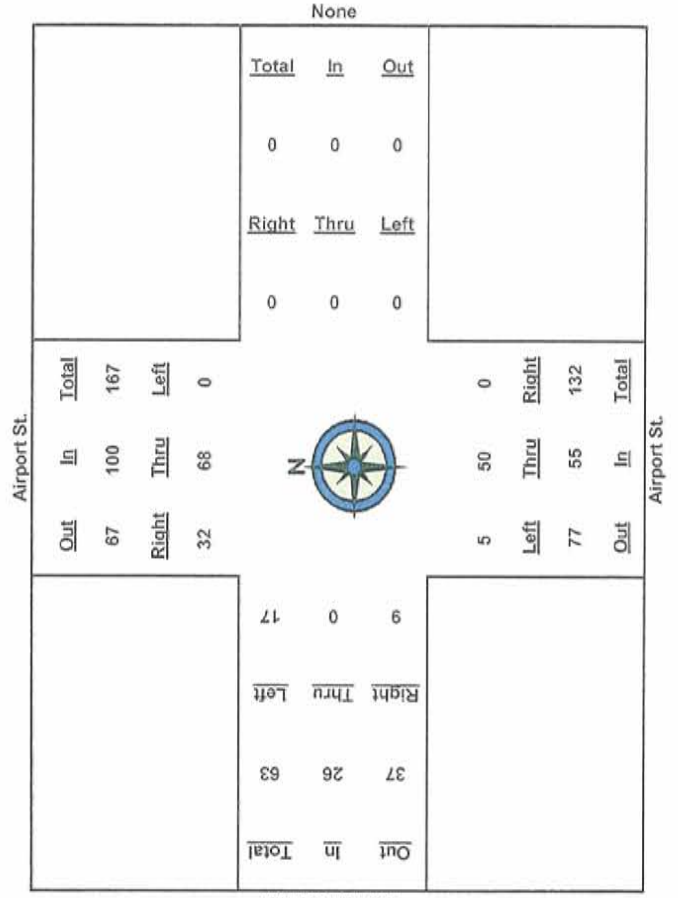 None
Total In Out
0 0 0
Right Thru Left
0 0 0
Airport St.
Out In Total
67 100 167
Right Thru Left
32 68 0
N
5 50 0
Left Thru Right
77 55 132
Out In Total
Airport St.
17 0 9
Left Thru Right
63 26 37
Total In Out